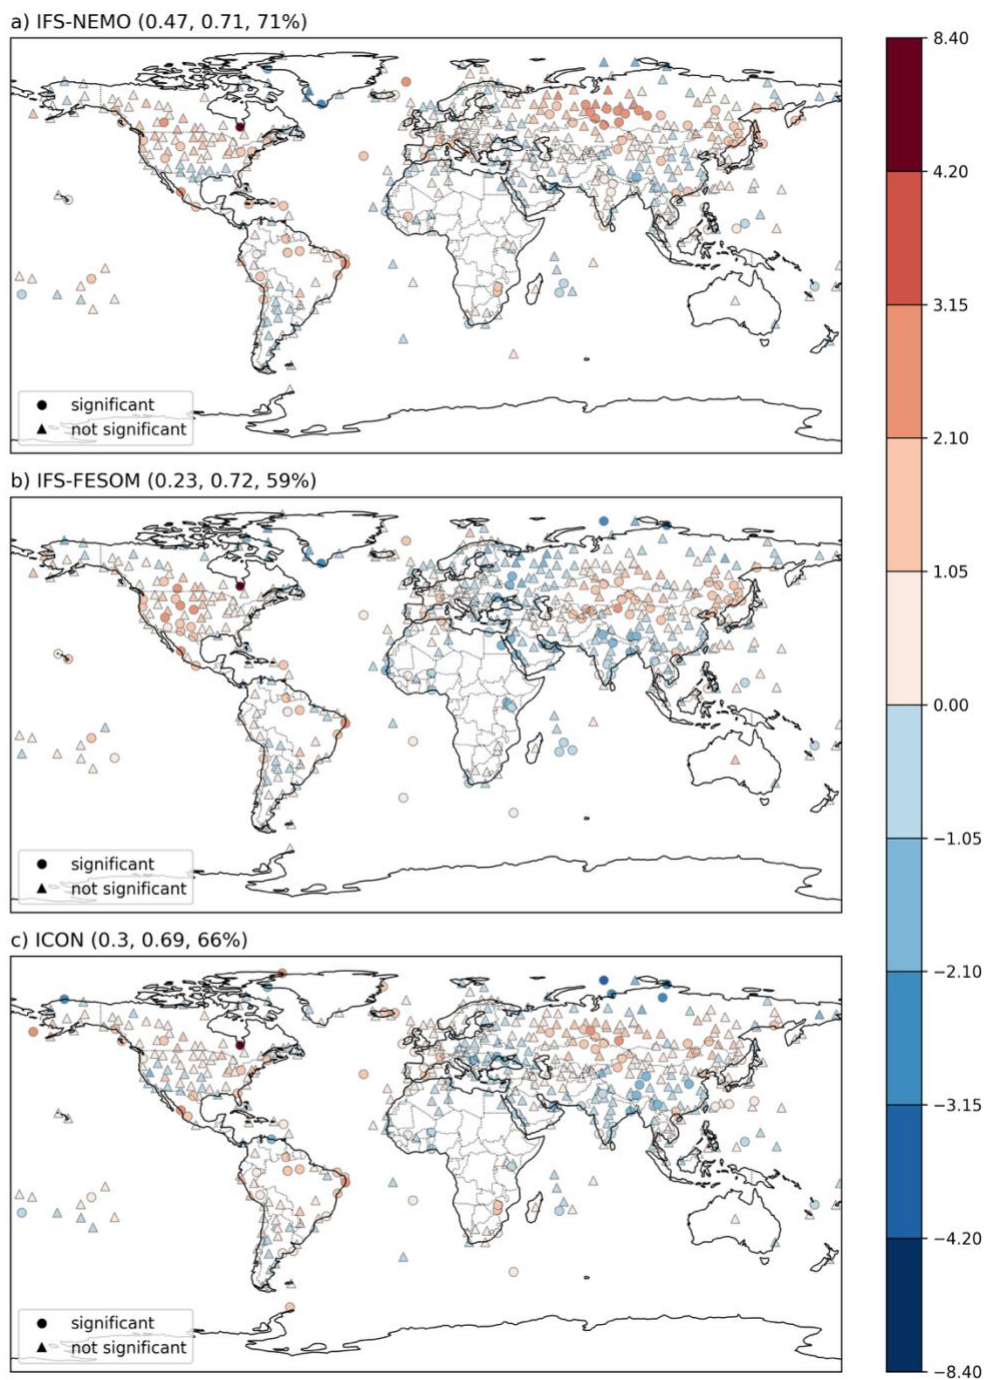 a) IFS-NEMO (0.47, 0.71, 71%)
significant
not significant
b) IFS-FESOM (0.23, 0.72, 59%)
significant
not significant
c) ICON (0.3, 0.69, 66%)
significant
not significant
8.40
4.20
3.15
2.10
1.05
0.00
−1.05
−2.10
−3.15
−4.20
−8.40